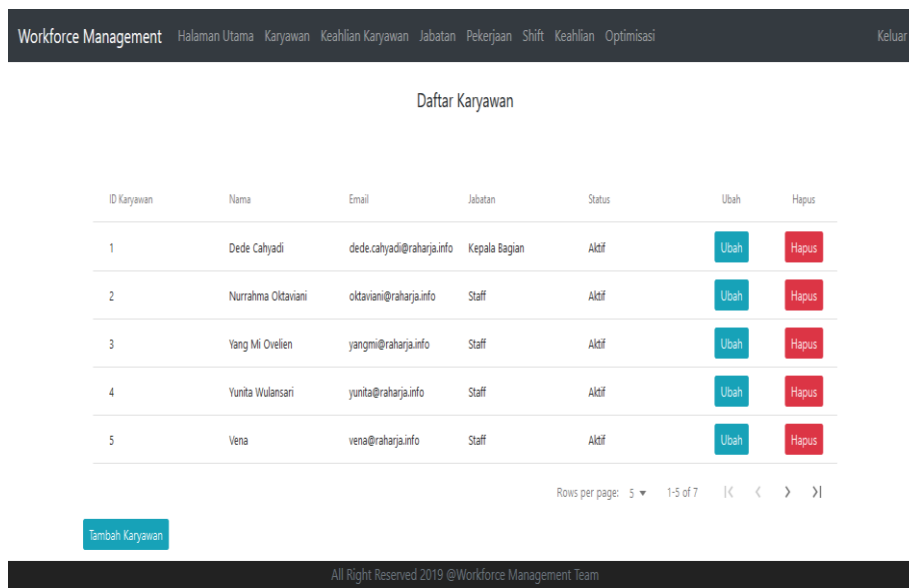 Workforce Management Halaman Utama Karyawan Keahlian Karyawan Jabatan Pekerjaan Shift Keahlian Optimisasi Keluar
Daftar Karyawan
ID Karyawan Nama Email Jabatan Status Ubah Hapus
1 Dede Cahyadi dede.cahyadi@raharja.info Kepala Bagian Aktif Ubah Hapus
2 Nurrahma Oktaviani oktaviani@raharja.info Staff Aktif Ubah Hapus
3 Yang Mi Ovelien yangmi@raharja.info Staff Aktif Ubah Hapus
4 Yunita Wulansari yunita@raharja.info Staff Aktif Ubah Hapus
5 Vena vena@raharja.info Staff Aktif Ubah Hapus
Rows per page: 5 1-5 of 7
Tambah Karyawan
All Right Reserved 2019 @Workforce Management Team